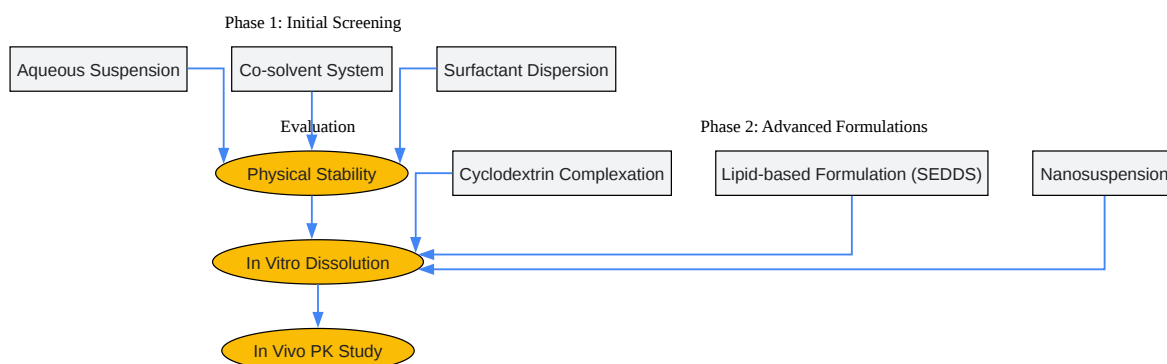 Phase 1: Initial Screening
Aqueous Suspension
Co-solvent System
Surfactant Dispersion
Evaluation
Phase 2: Advanced Formulations
Physical Stability
Cyclodextrin Complexation
Lipid-based Formulation (SEDDS)
Nanosuspension
In Vitro Dissolution
In Vivo PK Study